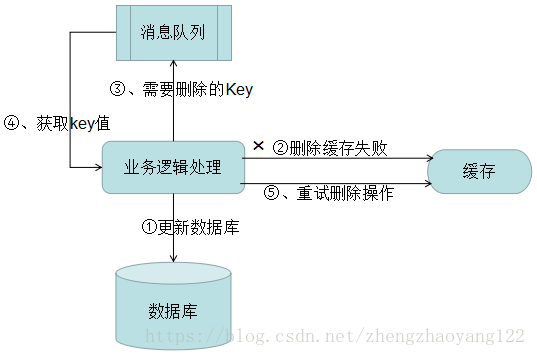 消息队列
③、需要删除的Key
④、获取key值
业务逻辑处理
× ②删除缓存失败
⑤、重试删除操作
缓存
①更新数据库
数据库
https://blog.csdn.net/zhengzhaoyang122